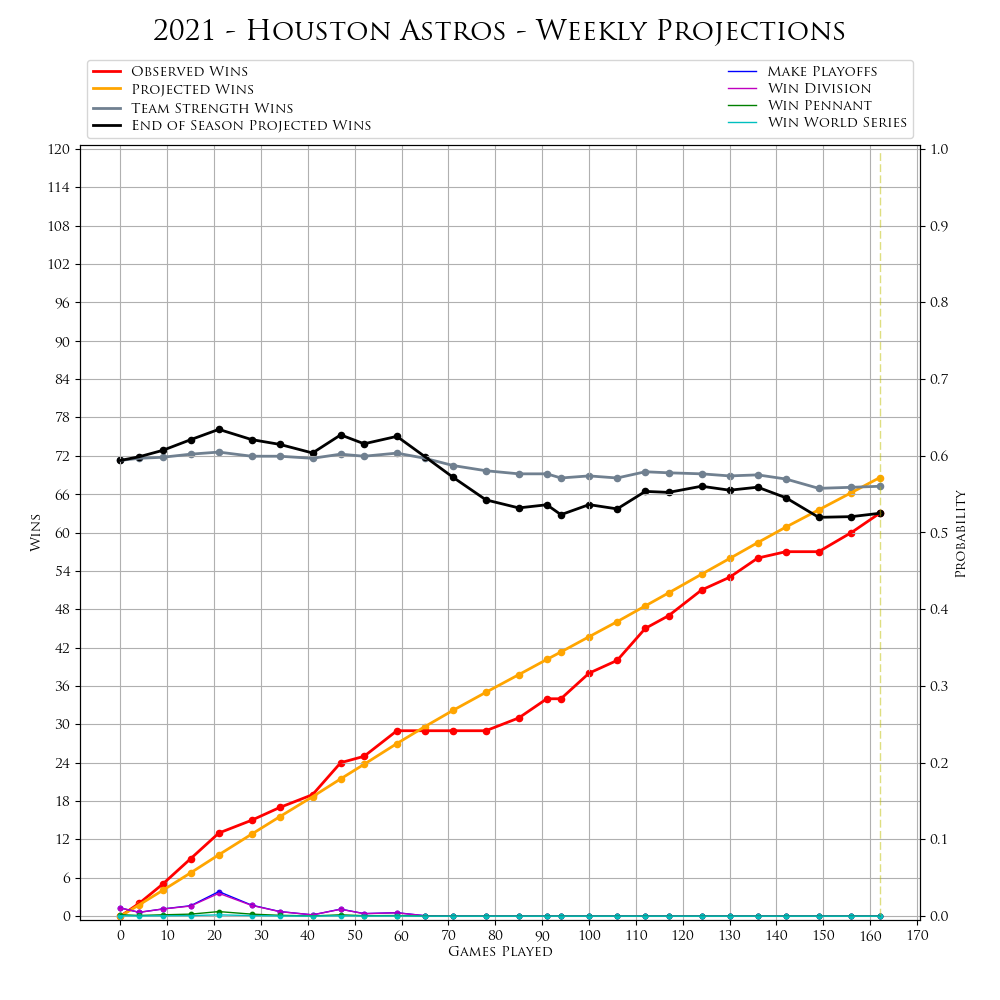 2021 - Houston Astros - Weekly Projections
Observed Wins
Projected Wins
Team Strength Wins
End of Season Projected Wins
Make Playoffs
Win Division
Win Pennant
Win World Series
120
114
108
102
96
90
84
78
72
66
60
54
48
42
36
30
24
18
12
6
0
Wins
1.0
0.9
0.8
0.7
0.6
0.5
0.4
0.3
0.2
0.1
0.0
Probability
0 10 20 30 40 50 60 70 80 90 100 110 120 130 140 150 160 170
Games Played